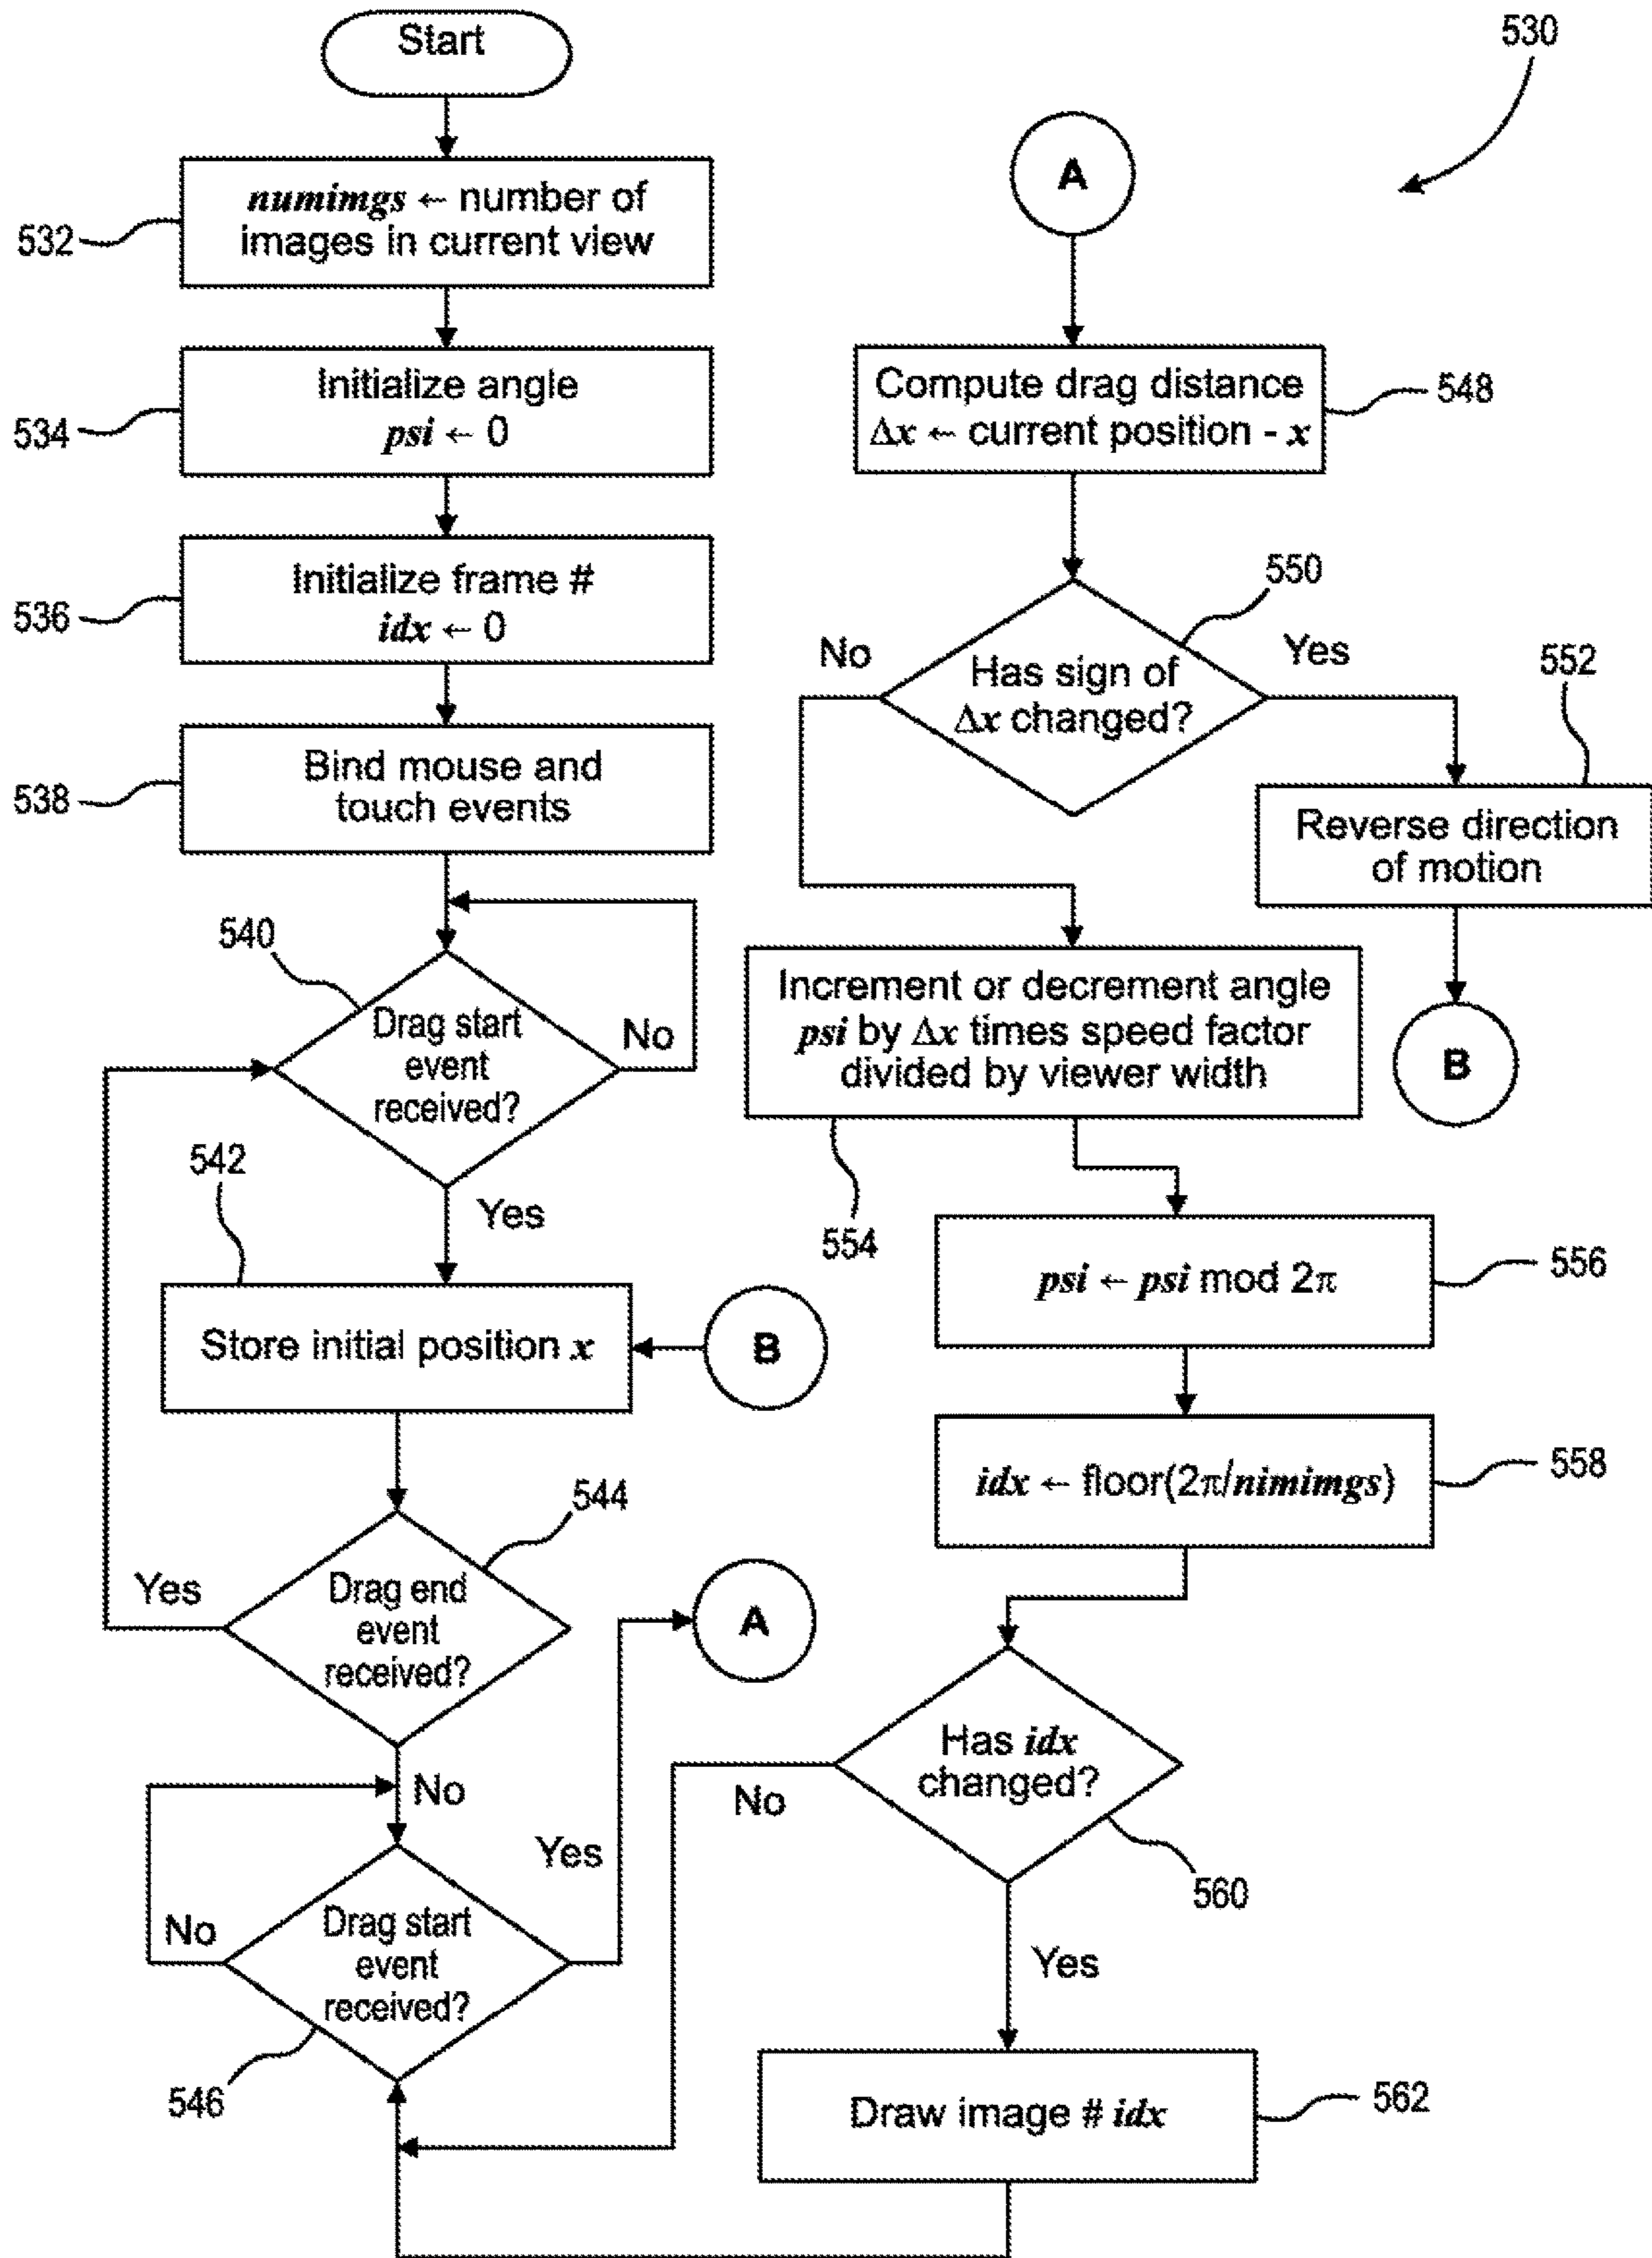 Start
530
numimgs ← number of
images in current view
532
Initialize angle
psi ← 0
534
Initialize frame #
idx ← 0
536
Bind mouse and
touch events
538
540
Drag start
event
received?
No
Yes
542
Store initial position x
B
544
Drag end
event
received?
Yes
No
A
Drag start
event
received?
No
Yes
546
A
Compute drag distance
Δx ← current position - x
548
550
Has sign of
Δx changed?
No
Yes
552
Reverse direction
of motion
B
Increment or decrement angle
psi by Δx times speed factor
divided by viewer width
554
psi ← psi mod 2π
556
idx ← floor(2π/nimimgs)
558
Has idx
changed?
No
Yes
560
Draw image # idx
562